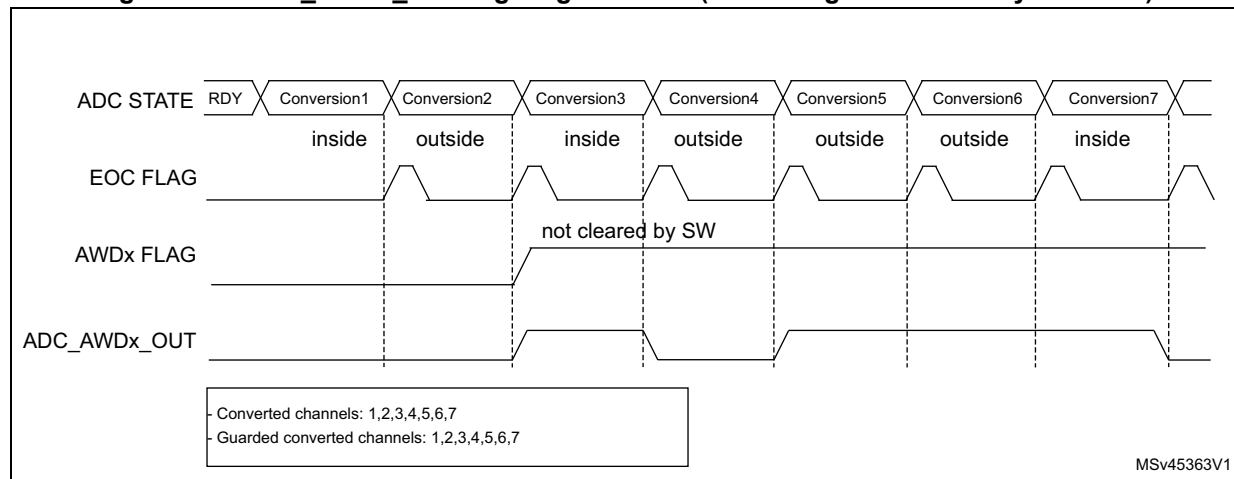 ADC STATE RDY Conversion1 Conversion2 Conversion3 Conversion4 Conversion5 Conversion6 Conversion7
inside outside inside outside outside outside inside
EOC FLAG
not cleared by SW
AWDx FLAG
ADC_AWDx_OUT
- Converted channels: 1,2,3,4,5,6,7
- Guarded converted channels: 1,2,3,4,5,6,7
MSv45363V1